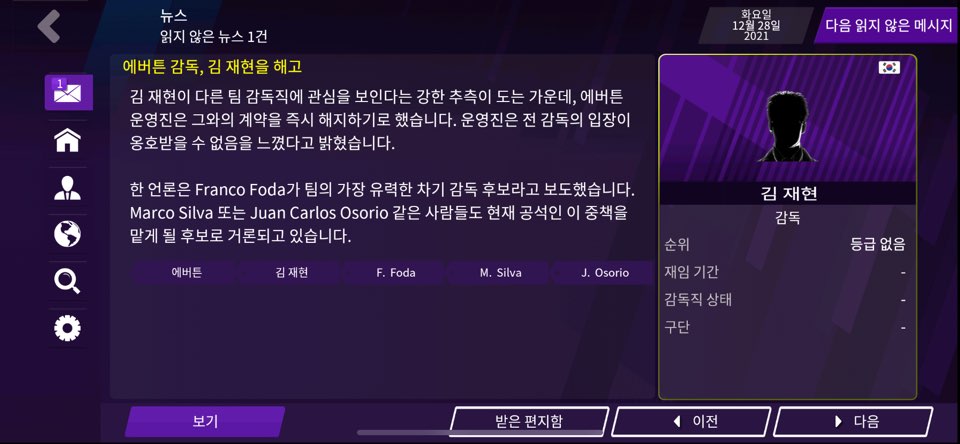 뉴스
읽지 않은 뉴스 1건
화요일
12월 28일
2021
다음 읽지 않은 메시지
1
에버튼 감독, 김 재현을 해고
김 재현이 다른 팀 감독직에 관심을 보인다는 강한 추측이 도는 가운데, 에버튼
운영진은 그와의 계약을 즉시 해지하기로 했습니다. 운영진은 전 감독의 입장이
옹호받을 수 없음을 느꼈다고 밝혔습니다.
한 언론은 Franco Foda가 팀의 가장 유력한 차기 감독 후보라고 보도했습니다.
Marco Silva 또는 Juan Carlos Osorio 같은 사람들도 현재 공석인 이 중책을
맡게 될 후보로 거론되고 있습니다.
에버튼 김 재현 F. Foda M. Silva J. Osorio
김 재현
감독
순위 등급 없음
재임 기간 -
감독직 상태 -
구단 -
보기 받은 편지함 이전 다음